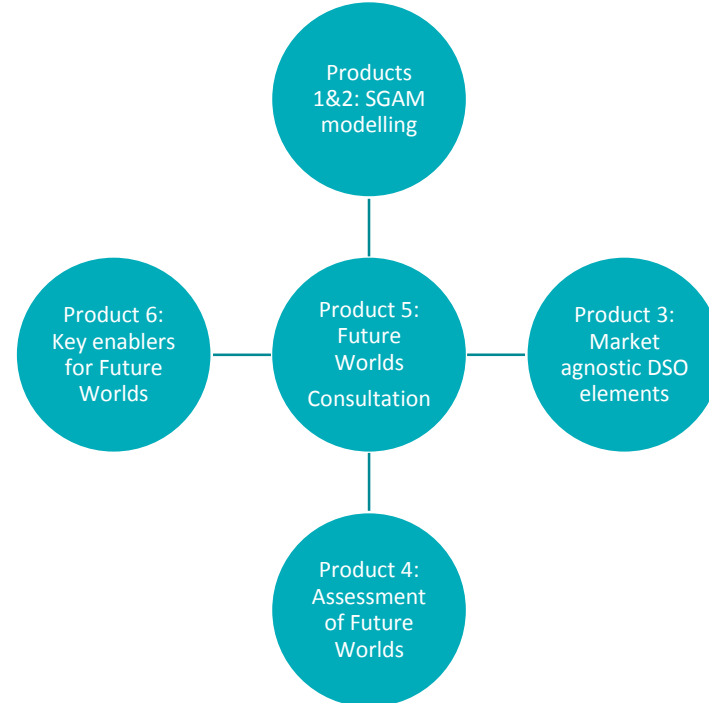 Products
1&2: SGAM
modelling
Product 6:
Key enablers
for Future
Worlds
Product 5:
Future
Worlds
Consultation
Product 3:
Market
agnostic DSO
elements
Product 4:
Assessment
of Future
Worlds